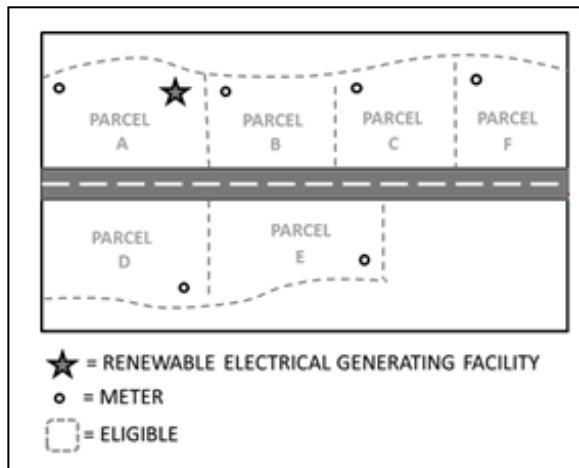 PARCEL
A
PARCEL
B
PARCEL
C
PARCEL
F
PARCEL
D
PARCEL
E
= RENEWABLE ELECTRICAL GENERATING FACILITY
= METER
= ELIGIBLE